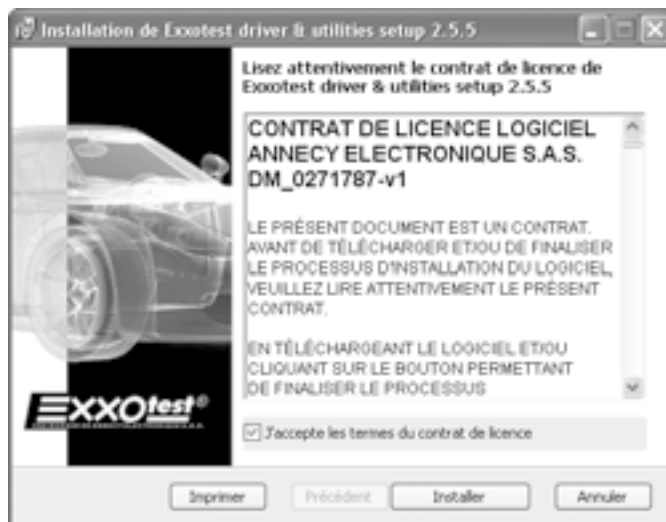 Installation de Exxotest driver & utilities setup 2.5.5
Lisez attentivement le contrat de licence de
Exxotest driver & utilities setup 2.5.5
CONTRAT DE LICENCE LOGICIEL
ANNECY ELECTRONIQUE S.A.S.
DM_0271787-v1
LE PRÉSENT DOCUMENT EST UN CONTRAT.
AVANT DE TÉLÉCHARGER ET/OU DE FINALISER
LE PROCESSUS D'INSTALLATION DU LOGICIEL,
VEUILLEZ LIRE ATTENTIVEMENT LE PRÉSENT
CONTRAT.
EN TÉLÉCHARGEANT LE LOGICIEL ET/OU
CLIQUANT SUR LE BOUTON PERMETTANT
DE FINALISER LE PROCESSUS
EXXOtest®
J'accepte les termes du contrat de licence
Imprimer
Précédent
Installer
Annuler